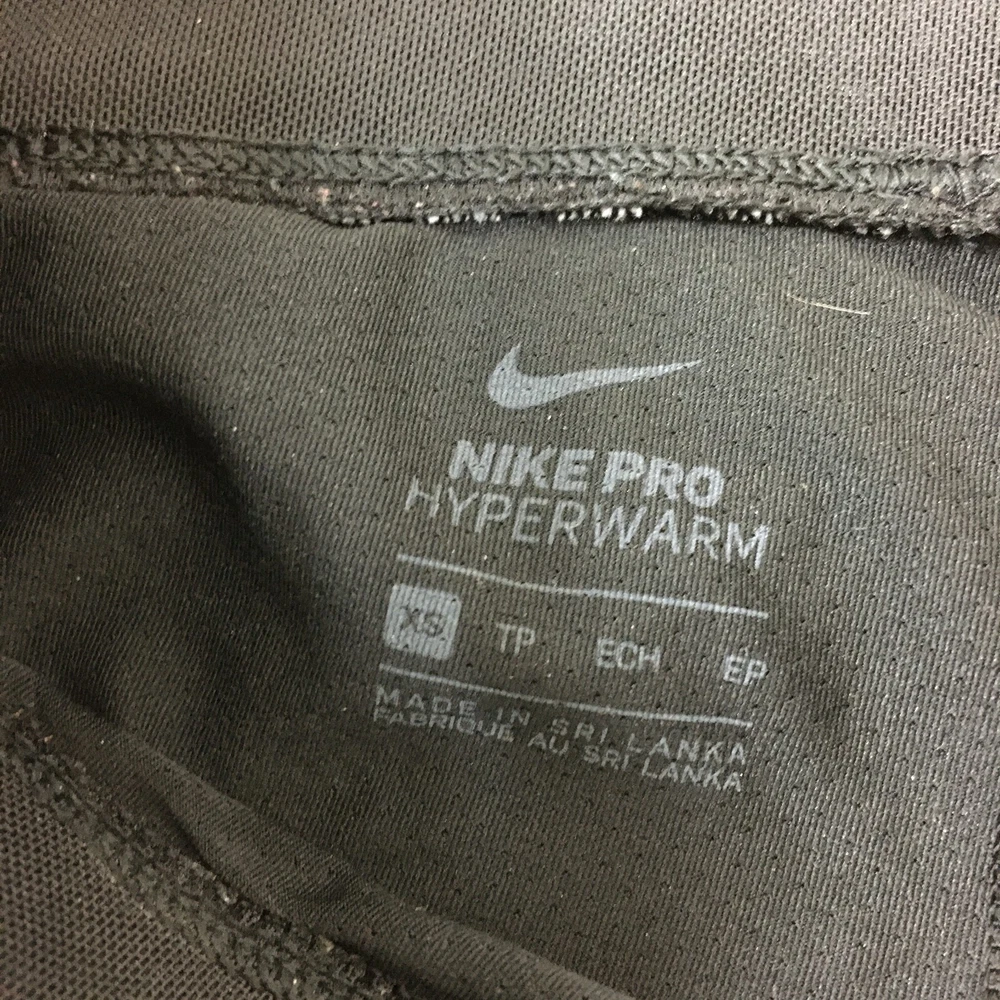 NIKE PRO
HYPERWARM
XS TP ECH EP
MADE IN SRI LANKA
FABRIQUE AU SRI LANKA